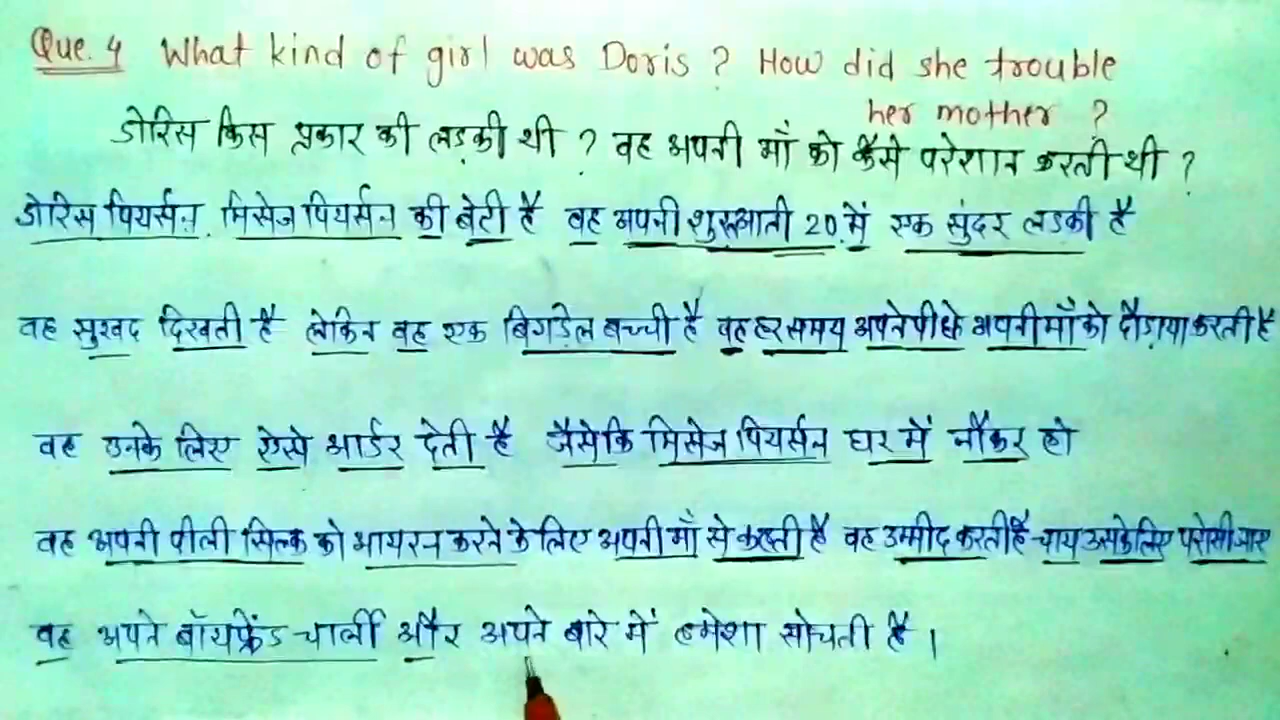 Que. 4 What kind of girl was Doris ? How did she trouble
her mother ?
डोरिस किस प्रकार की लड़की थी ? वह अपनी माँ को कैसे परेशान करती थी ?
डोरिस पियर्सन, मिसेज पियर्सन की बेटी है वह अपनी शुरुआती 20 में एक सुंदर लडकी है
वह सुखद दिखती है लेकिन वह एक बिगडै़ल बच्ची है वह हर समय अपने पीछे अपनी माँ को दौड़ाया करती है
वह उनके लिए ऐसे आर्डर देती है जैसेकि मिसेज पियर्सन घर में नौकर हो
वह अपनी पीली सिल्क को आयरन करने के लिए अपनी माँ से कहती है वह उम्मीद करती है चाय उसके लिए परोसी जाए
वह अपने बॉयफ्रेंड चार्ली और अपने बारे में हमेशा सोचती है ।